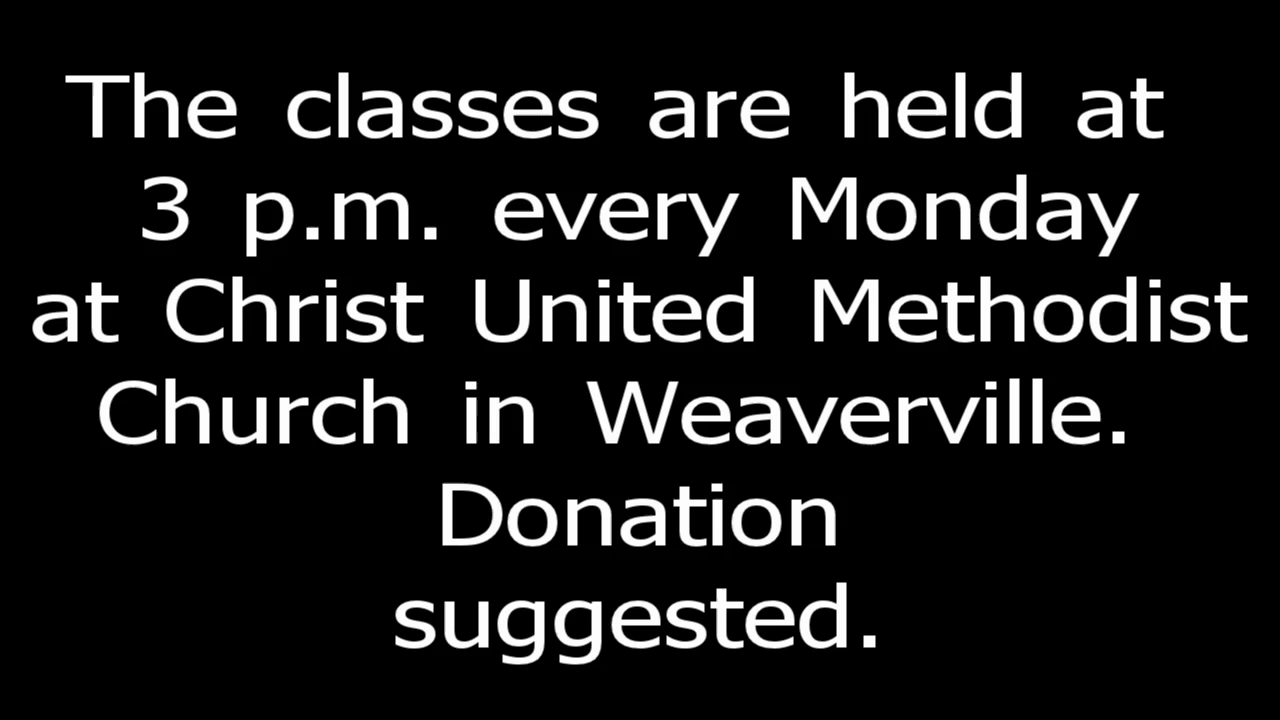 The classes are held at
3 p.m. every Monday
at Christ United Methodist
Church in Weaverville.
Donation
suggested.